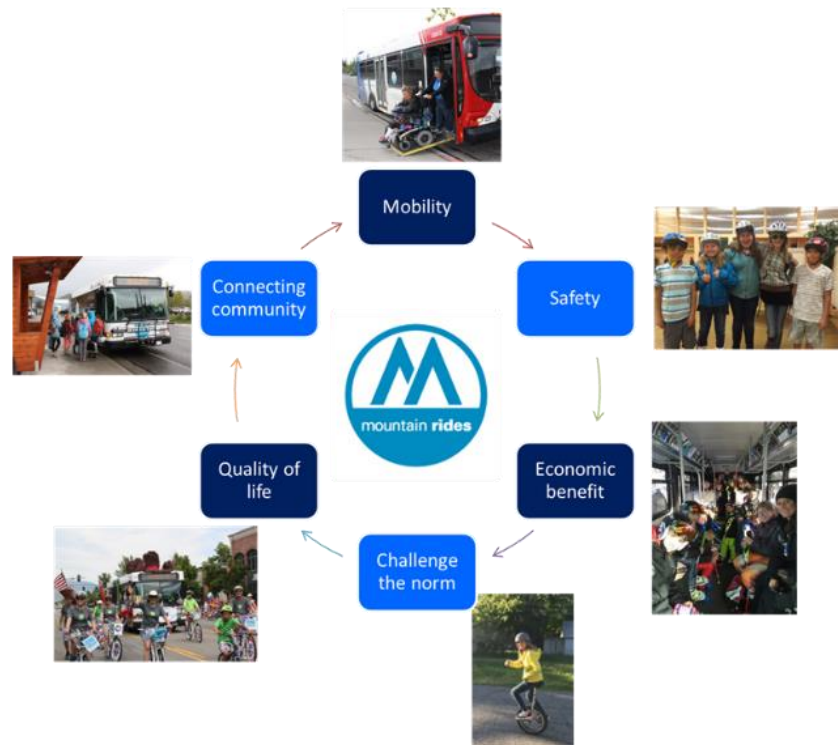 Mobility
Safety
Economic
benefit
Challenge
the norm
Quality of
life
Connecting
community
mountain rides